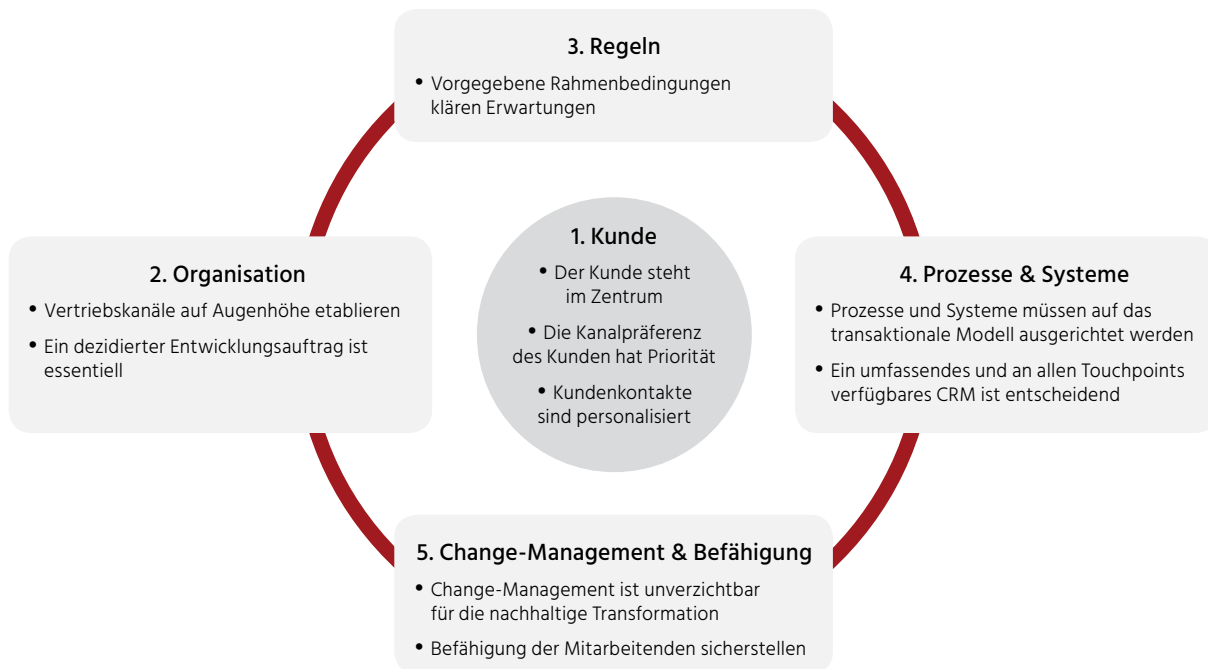 3. Regeln
• Vorgegebene Rahmenbedingungen
klären Erwartungen
1. Kunde
• Der Kunde steht
im Zentrum
• Die Kanalpräferenz
des Kunden hat Priorität
• Kundenkontakte
sind personalisiert
2. Organisation
• Vertriebskanäle auf Augenhöhe etablieren
• Ein dezidierter Entwicklungsauftrag ist
essentiell
4. Prozesse & Systeme
• Prozesse und Systeme müssen auf das
transaktionale Modell ausgerichtet werden
• Ein umfassendes und an allen Touchpoints
verfügbares CRM ist entscheidend
5. Change-Management & Befähigung
• Change-Management ist unverzichtbar
für die nachhaltige Transformation
• Befähigung der Mitarbeitenden sicherstellen